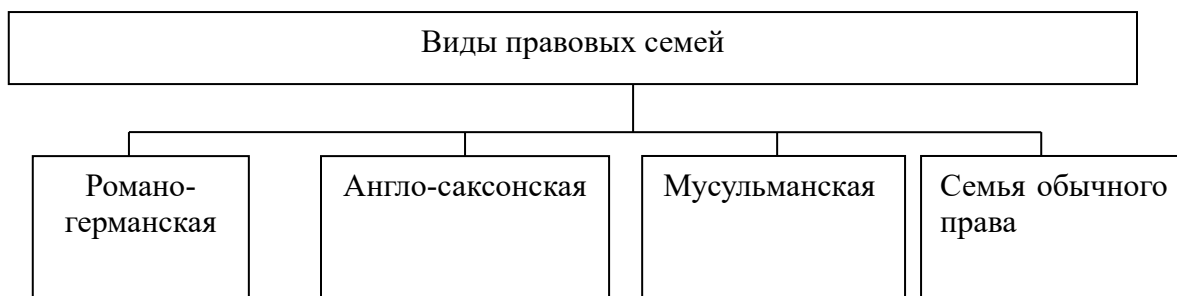 Виды правовых семей
Романо-
германская
Англо-саксонская
Мусульманская
Семья обычного
права